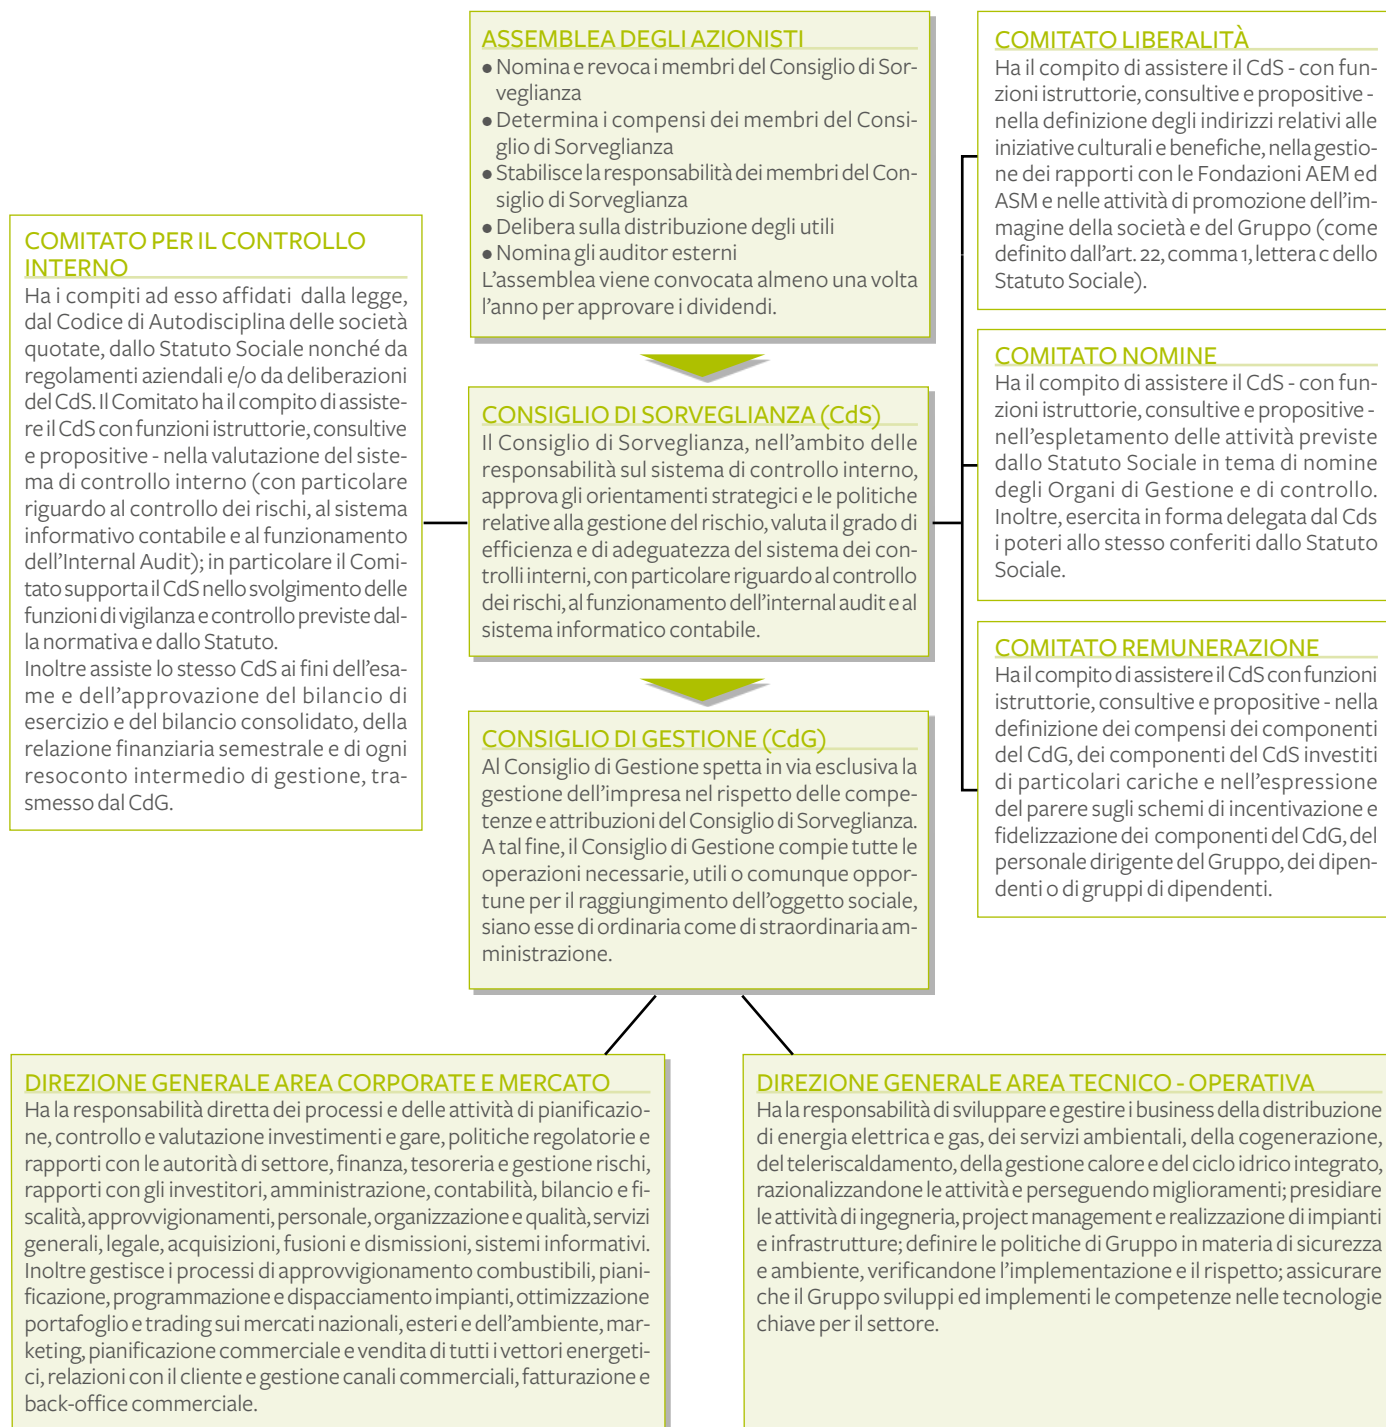 ASSEMBLEA DEGLI AZIONISTI
● Nomina e revoca i membri del Consiglio di Sor-
veglianza
● Determina i compensi dei membri del Consi-
glio di Sorveglianza
● Stabilisce la responsabilità dei membri del Con-
siglio di Sorveglianza
● Delibera sulla distribuzione degli utili
● Nomina gli auditor esterni
L'assemblea viene convocata almeno una volta
l'anno per approvare i dividendi.
COMITATO LIBERALITÀ
Ha il compito di assistere il CdS - con fun-
zioni istruttorie, consultive e propositive -
nella definizione degli indirizzi relativi alle
iniziative culturali e benefiche, nella gestio-
ne dei rapporti con le Fondazioni AEM ed
ASM e nelle attività di promozione dell'im-
magine della società e del Gruppo (come
definito dall'art. 22, comma 1, lettera c dello
Statuto Sociale).
COMITATO PER IL CONTROLLO
INTERNO
Ha i compiti ad esso affidati dalla legge,
dal Codice di Autodisciplina delle società
quotate, dallo Statuto Sociale nonché da
regolamenti aziendali e/o da deliberazioni
del CdS. Il Comitato ha il compito di assiste-
re il CdS con funzioni istruttorie, consultive
e propositive - nella valutazione del siste-
ma di controllo interno (con particolare
riguardo al controllo dei rischi, al sistema
informativo contabile e al funzionamento
dell'Internal Audit); in particolare il Comi-
tato supporta il CdS nello svolgimento delle
funzioni di vigilanza e controllo previste dal-
la normativa e dallo Statuto.
Inoltre assiste lo stesso CdS ai fini dell'esa-
me e dell'approvazione del bilancio di
esercizio e del bilancio consolidato, della
relazione finanziaria semestrale e di ogni
resoconto intermedio di gestione, tra-
smesso dal CdG.
CONSIGLIO DI SORVEGLIANZA (CdS)
Il Consiglio di Sorveglianza, nell'ambito delle
responsabilità sul sistema di controllo interno,
approva gli orientamenti strategici e le politiche
relative alla gestione del rischio, valuta il grado di
efficienza e di adeguatezza del sistema dei con-
trolli interni, con particolare riguardo al controllo
dei rischi, al funzionamento dell'internal audit e al
sistema informatico contabile.
COMITATO NOMINE
Ha il compito di assistere il CdS - con fun-
zioni istruttorie, consultive e propositive -
nell'espletamento delle attività previste
dallo Statuto Sociale in tema di nomine
degli Organi di Gestione e di controllo.
Inoltre, esercita in forma delegata dal Cds
i poteri allo stesso conferiti dallo Statuto
Sociale.
COMITATO REMUNERAZIONE
Ha il compito di assistere il CdS con funzioni
istruttorie, consultive e propositive - nella
definizione dei compensi dei componenti
del CdG, dei componenti del CdS investiti
di particolari cariche e nell'espressione
del parere sugli schemi di incentivazione e
fidelizzazione dei componenti del CdG, del
personale dirigente del Gruppo, dei dipen-
denti o di gruppi di dipendenti.
CONSIGLIO DI GESTIONE (CdG)
Al Consiglio di Gestione spetta in via esclusiva la
gestione dell'impresa nel rispetto delle compe-
tenze e attribuzioni del Consiglio di Sorveglianza.
A tal fine, il Consiglio di Gestione compie tutte le
operazioni necessarie, utili o comunque oppor-
tune per il raggiungimento dell'oggetto sociale,
siano esse di ordinaria come di straordinaria am-
ministrazione.
DIREZIONE GENERALE AREA CORPORATE E MERCATO
Ha la responsabilità diretta dei processi e delle attività di pianificazio-
ne, controllo e valutazione investimenti e gare, politiche regolatorie e
rapporti con le autorità di settore, finanza, tesoreria e gestione rischi,
rapporti con gli investitori, amministrazione, contabilità, bilancio e fi-
scalità, approvvigionamenti, personale, organizzazione e qualità, servizi
generali, legale, acquisizioni, fusioni e dismissioni, sistemi informativi.
Inoltre gestisce i processi di approvvigionamento combustibili, piani-
ficazione, programmazione e dispacciamento impianti, ottimizzazione
portafoglio e trading sui mercati nazionali, esteri e dell'ambiente, mar-
keting, pianificazione commerciale e vendita di tutti i vettori energeti-
ci, relazioni con il cliente e gestione canali commerciali, fatturazione e
back-office commerciale.
DIREZIONE GENERALE AREA TECNICO - OPERATIVA
Ha la responsabilità di sviluppare e gestire i business della distribuzione
di energia elettrica e gas, dei servizi ambientali, della cogenerazione,
del teleriscaldamento, della gestione calore e del ciclo idrico integrato,
razionalizzandone le attività e perseguendo miglioramenti; presidiare
le attività di ingegneria, project management e realizzazione di impianti
e infrastrutture; definire le politiche di Gruppo in materia di sicurezza
e ambiente, verificandone l'implementazione e il rispetto; assicurare
che il Gruppo sviluppi ed implementi le competenze nelle tecnologie
chiave per il settore.